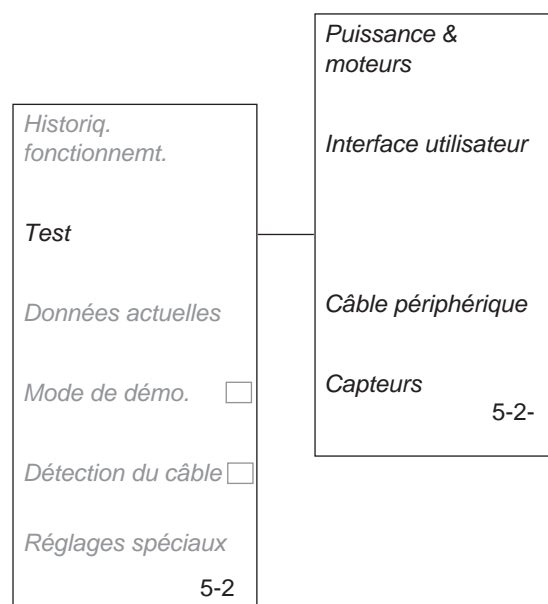 Historiq.
fonctionnemt.
Test
Données actuelles
Mode de démo.
Détection du câble
Réglages spéciaux
5-2
Puissance &
moteurs
Interface utilisateur
Câble périphérique
Capteurs
5-2-